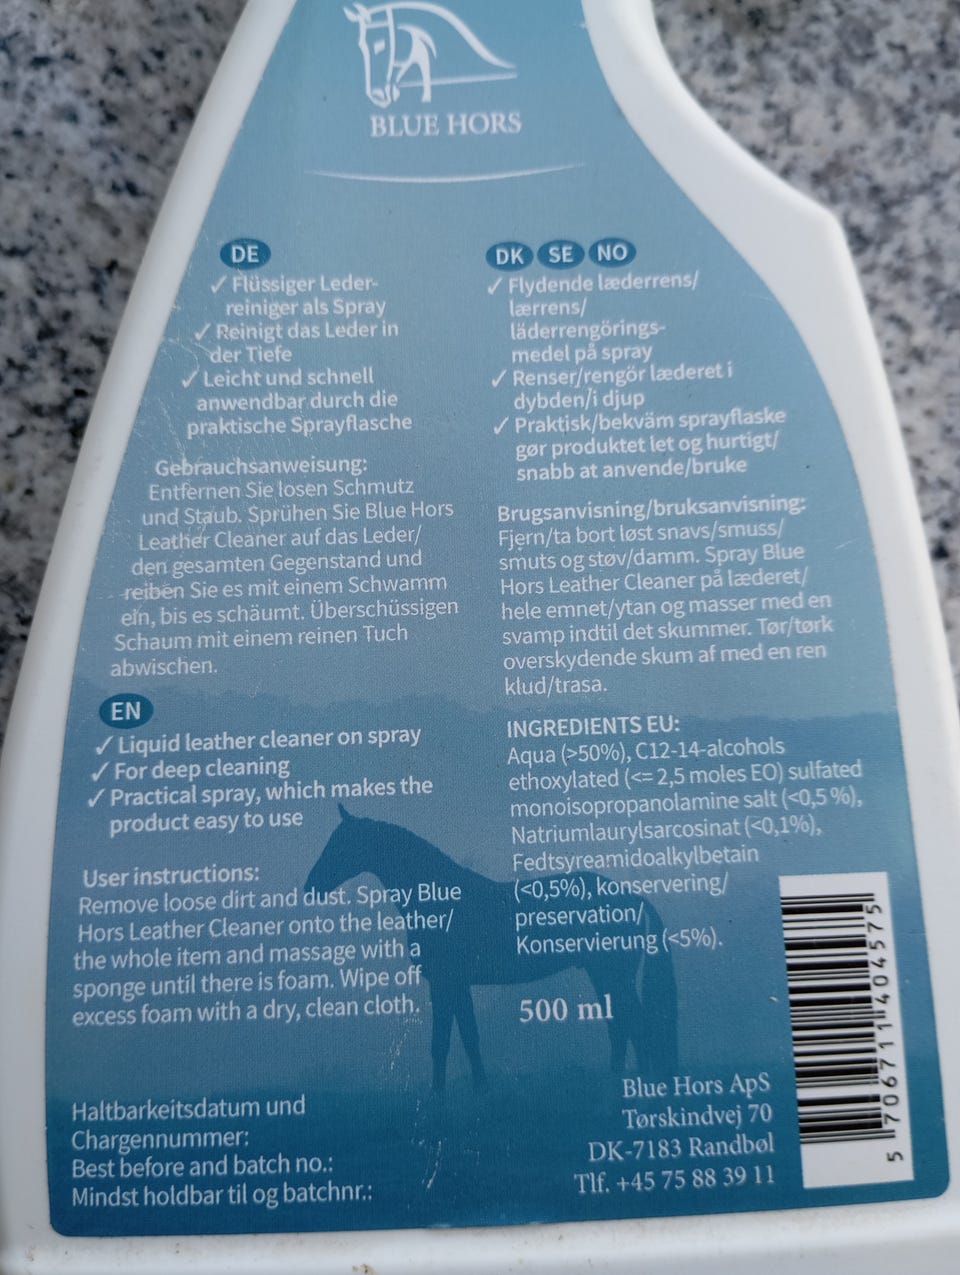 BLUE HORS
DE
✓ Flüssiger Leder-
reiniger als Spray
✓ Reinigt das Leder in
der Tiefe
✓ Leicht und schnell
anwendbar durch die
praktische Sprayflasche
Gebrauchsanweisung:
Entfernen Sie losen Schmutz
und Staub. Sprühen Sie Blue Hors
Leather Cleaner auf das Leder/
den gesamten Gegenstand und
reiben Sie es mit einem Schwamm
ein, bis es schäumt. Überschüssigen
Schaum mit einem reinen Tuch
abwischen.
EN
✓ Liquid leather cleaner on spray
✓ For deep cleaning
✓ Practical spray, which makes the
product easy to use
User instructions:
Remove loose dirt and dust. Spray Blue
Hors Leather Cleaner onto the leather/
the whole item and massage with a
sponge until there is foam. Wipe off
excess foam with a dry, clean cloth.
Haltbarkeitsdatum und
Chargennummer:
Best before and batch no.:
Mindst holdbar til og batchnr.:
DK SE NO
✓ Flydende læderrens/
lærrens/
läderrengörings-
medel på spray
✓ Renser/rengör læderet i
dybden/i djup
✓ Praktisk/bekväm sprayflaske
gør produktet let og hurtigt/
snabb at anvende/bruke
Brugsanvisning/bruksanvisning:
Fjern/ta bort løst snavs/smuss/
smuts og støv/damm. Spray Blue
Hors Leather Cleaner på læderet/
hele emnet/ytan og masser med en
svamp indtil det skummer. Tør/tørk
overskydende skum af med en ren
klud/trasa.
INGREDIENTS EU:
Aqua (>50%), C12-14-alcohols
ethoxylated (<= 2,5 moles EO) sulfated
monoisopropanolamine salt (<0,5 %),
Natriumlaurylsarcosinat (<0,1%),
Fedtsyreamidoalkylbetain
(<0,5%), konservering/
preservation/
Konservierung (<5%).
500 ml
Blue Hors ApS
Tørskindvej 70
DK-7183 Randbøl
Tlf. +45 75 88 39 11
5 706711 404575